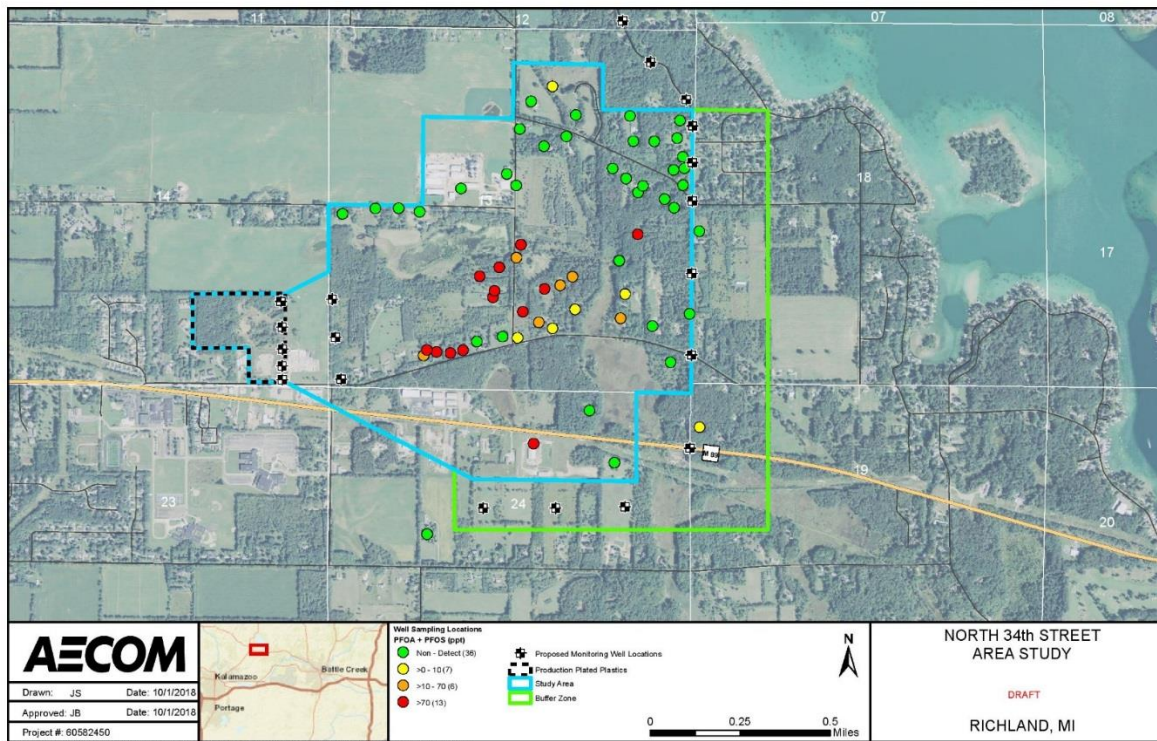 11
12
07
08
14
13
18
17
M 89
19
23
24
20
AECOM
Drawn: JS Date: 10/1/2018
Approved: JB Date: 10/1/2018
Project #: 60582450
Kalamazoo
Battle Creek
Portage
Well Sampling Locations
PFOA + PFOS (ppt)
Non - Detect (36)
>0 - 10 (7)
>10 - 70 (6)
>70 (13)
Proposed Monitoring Well Locations
Production Plated Plastics
Study Area
Buffer Zone
N
0 0.25 0.5
Miles
NORTH 34th STREET
AREA STUDY
DRAFT
RICHLAND, MI